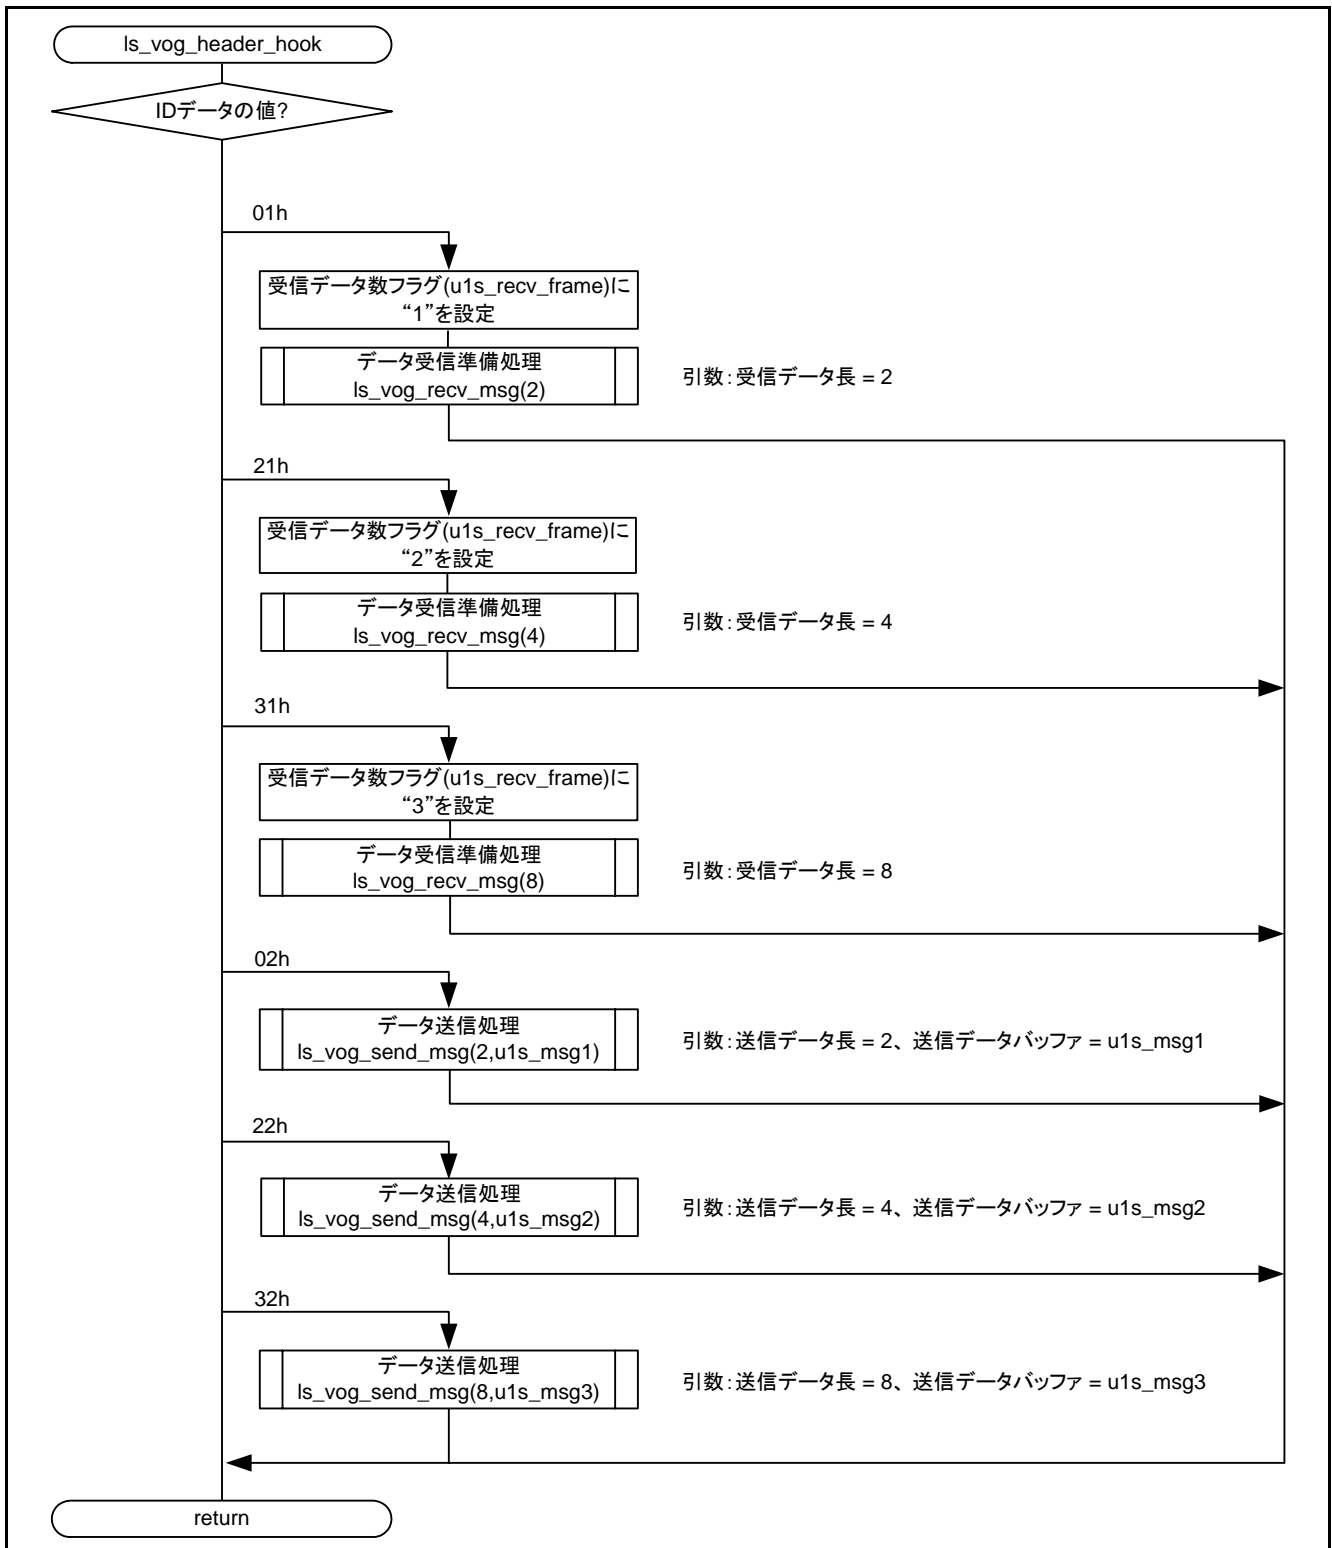 ls_vog_header_hook
IDデータの値?
01h
受信データ数フラグ(u1s_recv_frame)に
“1”を設定
データ受信準備処理
ls_vog_recv_msg(2)
引数:受信データ長 = 2
21h
受信データ数フラグ(u1s_recv_frame)に
“2”を設定
データ受信準備処理
ls_vog_recv_msg(4)
引数:受信データ長 = 4
31h
受信データ数フラグ(u1s_recv_frame)に
“3”を設定
データ受信準備処理
ls_vog_recv_msg(8)
引数:受信データ長 = 8
02h
データ送信処理
ls_vog_send_msg(2,u1s_msg1)
引数:送信データ長 = 2、送信データバッファ = u1s_msg1
22h
データ送信処理
ls_vog_send_msg(4,u1s_msg2)
引数:送信データ長 = 4、送信データバッファ = u1s_msg2
32h
データ送信処理
ls_vog_send_msg(8,u1s_msg3)
引数:送信データ長 = 8、送信データバッファ = u1s_msg3
return